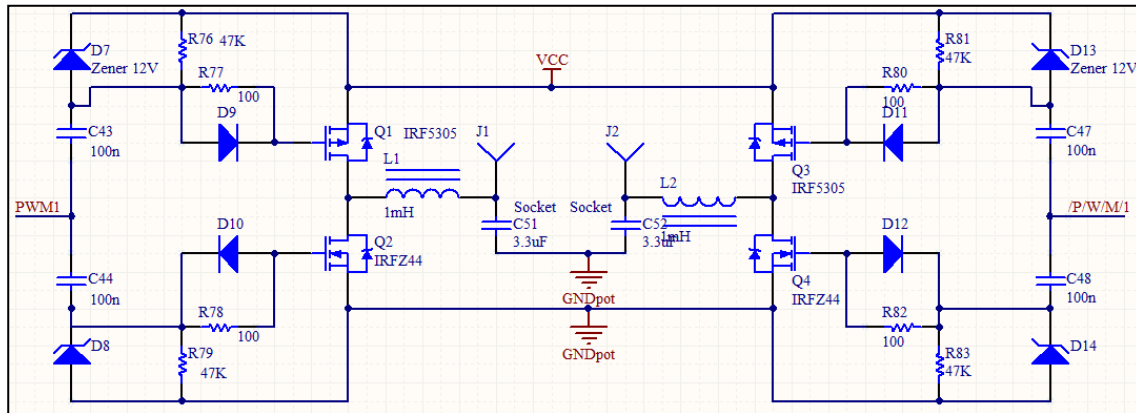 R76 47K
R81
47K
D7
Zener 12V
D13
Zener 12V
VCC
R77
100
R80
100
D9
D11
C43
100n
Q1 IRF5305
J1
J2
C47
100n
L1
1mH
L2
1mH
Q3
IRF5305
PWM1
/P/W/M/1
Socket
Socket
C51
3.3uF
C52
3.3uF
D10
Q2
IRFZ44
D12
C44
100n
GNDpot
Q4
IRFZ44
C48
100n
R78
100
R82
100
D8
R79
47K
GNDpot
R83
47K
D14